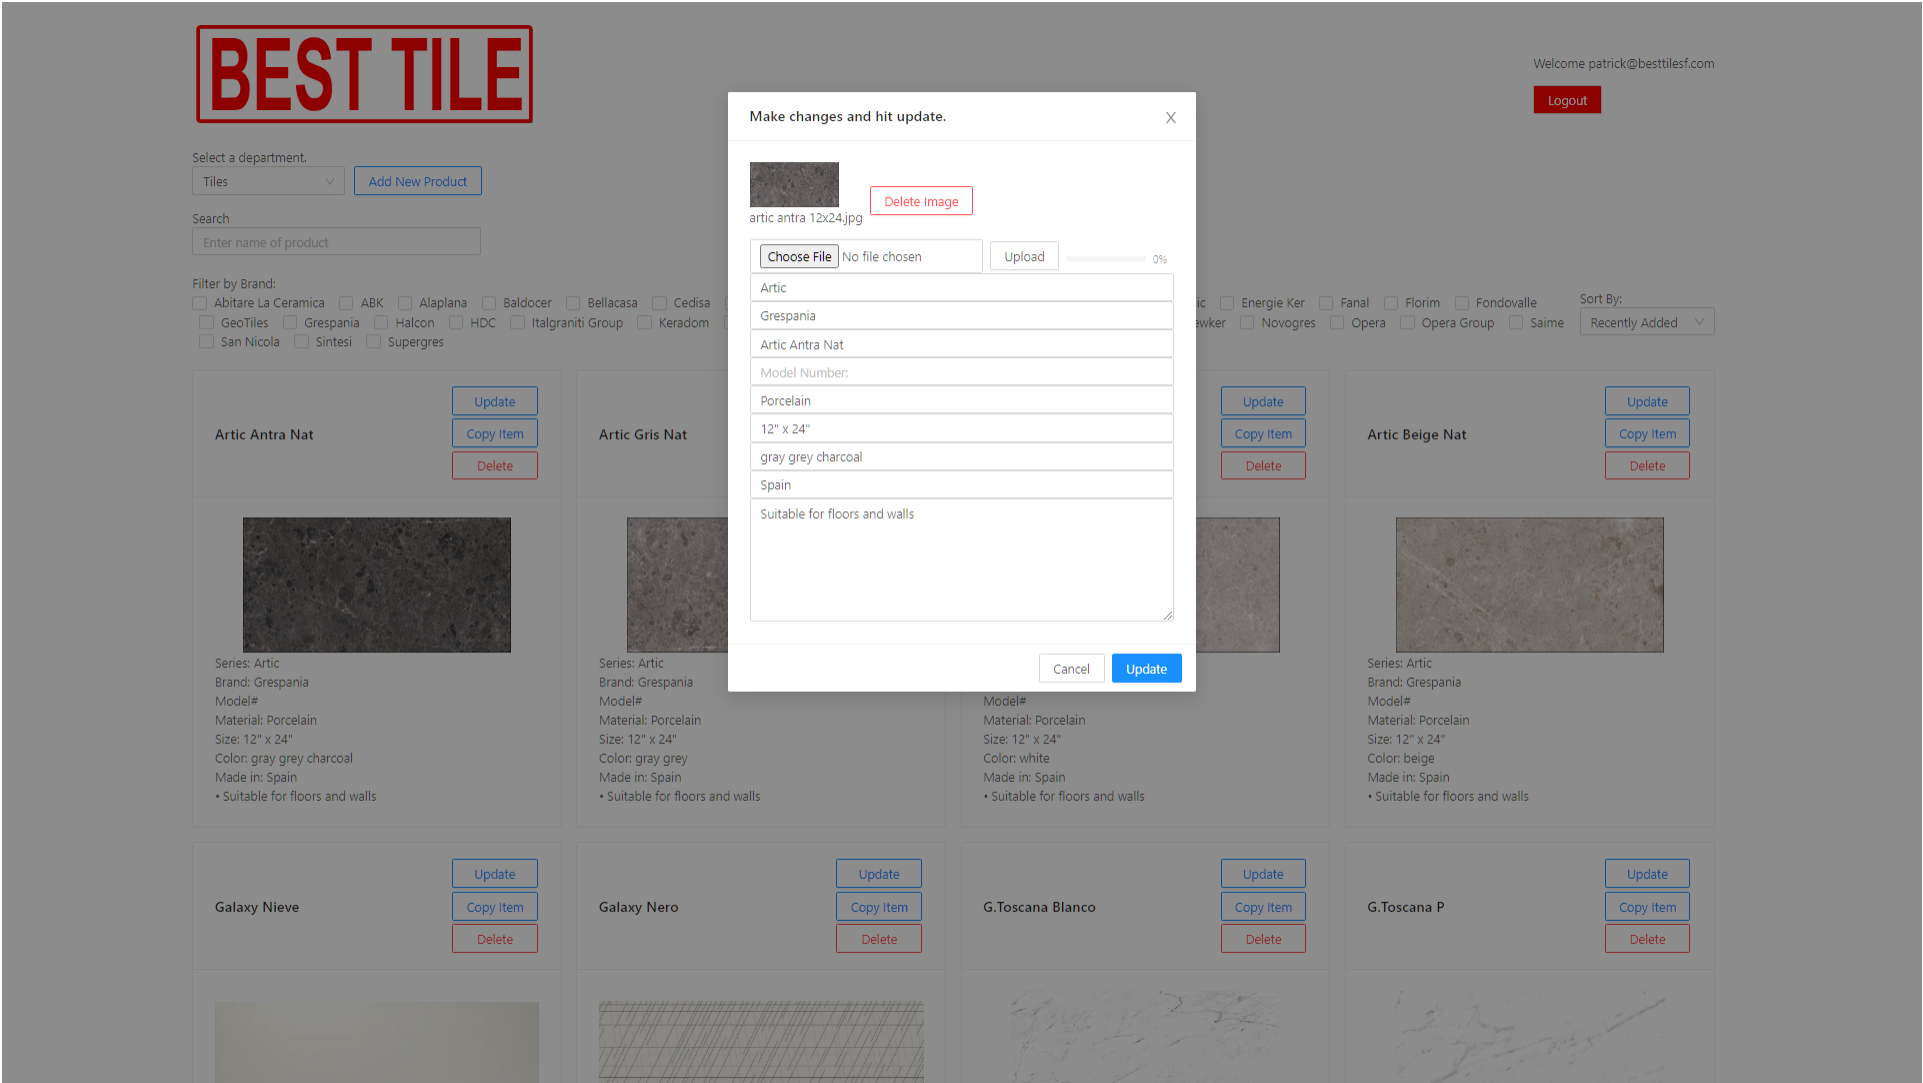 BEST TILE
Welcome patrick@besttilesf.com
Logout
Select a department.
Tiles
Add New Product
Search
Enter name of product
Filter by Brand:
Abitare La Ceramica ABK Alaplana Baldocer Bellacasa Cedisa Energie Ker Fanal Florim Fondovalle
GeoTiles Grespania Halcon HDC Italgraniti Group Keradom Novogres Opera Opera Group Saime
San Nicola Sintesi Supergres
Sort By:
Recently Added
Make changes and hit update.
artic antra 12x24.jpg
Delete Image
Choose File No file chosen
Upload
0%
Artic
Grespania
Artic Antra Nat
Model Number:
Porcelain
12" x 24"
gray grey charcoal
Spain
Suitable for floors and walls
Cancel
Update
Artic Antra Nat
Update
Copy Item
Delete
Series: Artic
Brand: Grespania
Model#
Material: Porcelain
Size: 12" x 24"
Color: gray grey charcoal
Made in: Spain
• Suitable for floors and walls
Artic Gris Nat
Series: Artic
Brand: Grespania
Model#
Material: Porcelain
Size: 12" x 24"
Color: gray grey
Made in: Spain
• Suitable for floors and walls
Update
Copy Item
Delete
Model#
Material: Porcelain
Size: 12" x 24"
Color: white
Made in: Spain
• Suitable for floors and walls
Artic Beige Nat
Update
Copy Item
Delete
Series: Artic
Brand: Grespania
Model#
Material: Porcelain
Size: 12" x 24"
Color: beige
Made in: Spain
• Suitable for floors and walls
Galaxy Nieve
Update
Copy Item
Delete
Galaxy Nero
Update
Copy Item
Delete
G.Toscana Blanco
Update
Copy Item
Delete
G.Toscana P
Update
Copy Item
Delete